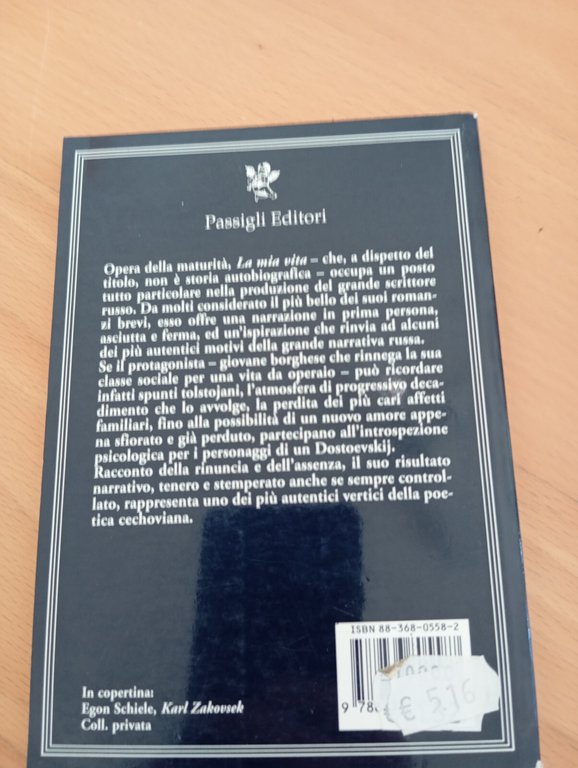 Passigli Editori
Opera della maturità, La mia vita – che, a dispetto del
titolo, non è storia autobiografica – occupa un posto
tutto particolare nella produzione del grande scrittore
russo. Da molti considerato il più bello dei suoi roman-
zi brevi, esso offre una narrazione in prima persona,
asciutta e ferma, ed un'ispirazione che rinvia ad alcuni
dei più autentici motivi della grande narrativa russa.
Se il protagonista – giovane borghese che rinnega la sua
classe sociale per una vita da operaio – può ricordare
infatti spunti tolstojani, l'atmosfera di progressivo deca-
dimento che lo avvolge, la perdita dei più cari affetti
familiari, fino alla possibilità di un nuovo amore appe-
na sfiorato e già perduto, partecipano all'introspezione
psicologica per i personaggi di un Dostoevskij.
Racconto della rinuncia e dell'assenza, il suo risultato
narrativo, tenero e stemperato anche se sempre control-
lato, rappresenta uno dei più autentici vertici della poe-
tica cechoviana.
ISBN 88-368-0558-2
€ 5,16
9 788
In copertina:
Egon Schiele, Karl Zakovsek
Coll. privata